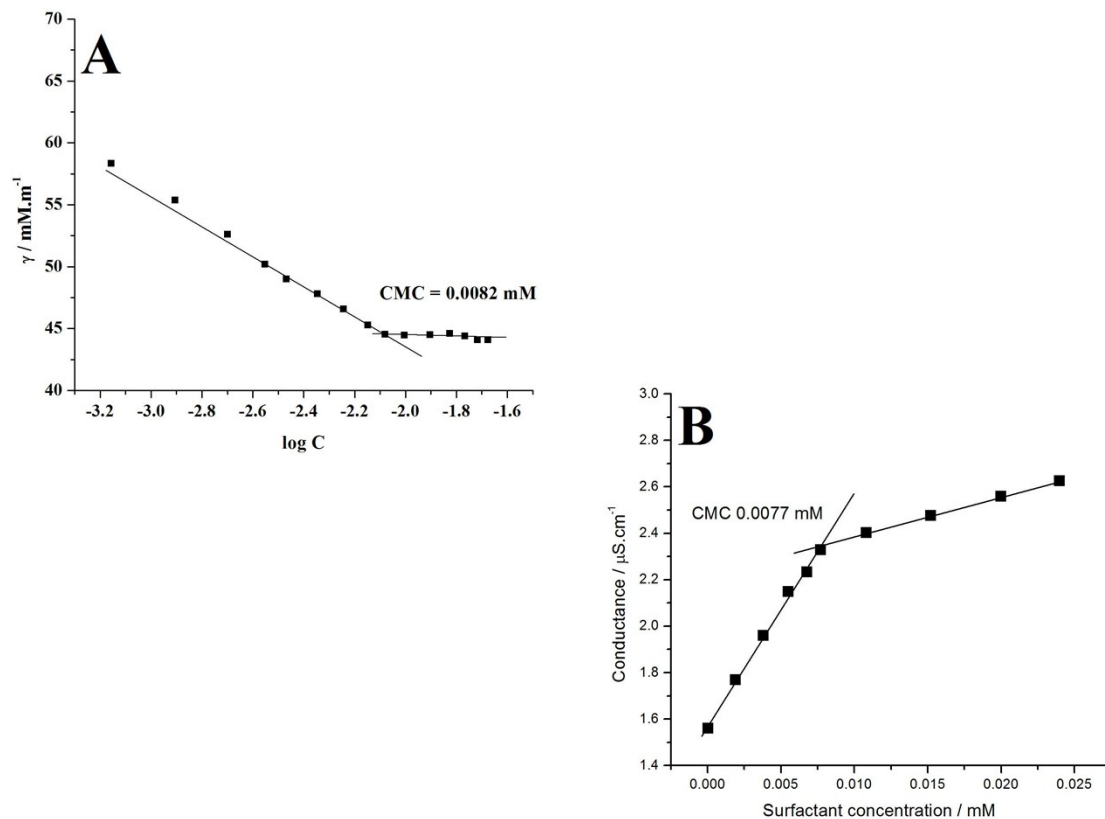 A
70
65
60
55
50
45
40
γ / mM.m-1
CMC = 0.0082 mM
-3.2 -3.0 -2.8 -2.6 -2.4 -2.2 -2.0 -1.8 -1.6
log C
B
3.0
2.8
2.6
2.4
2.2
2.0
1.8
1.6
1.4
Conductance / μS.cm-1
CMC 0.0077 mM
0.000 0.005 0.010 0.015 0.020 0.025
Surfactant concentration / mM